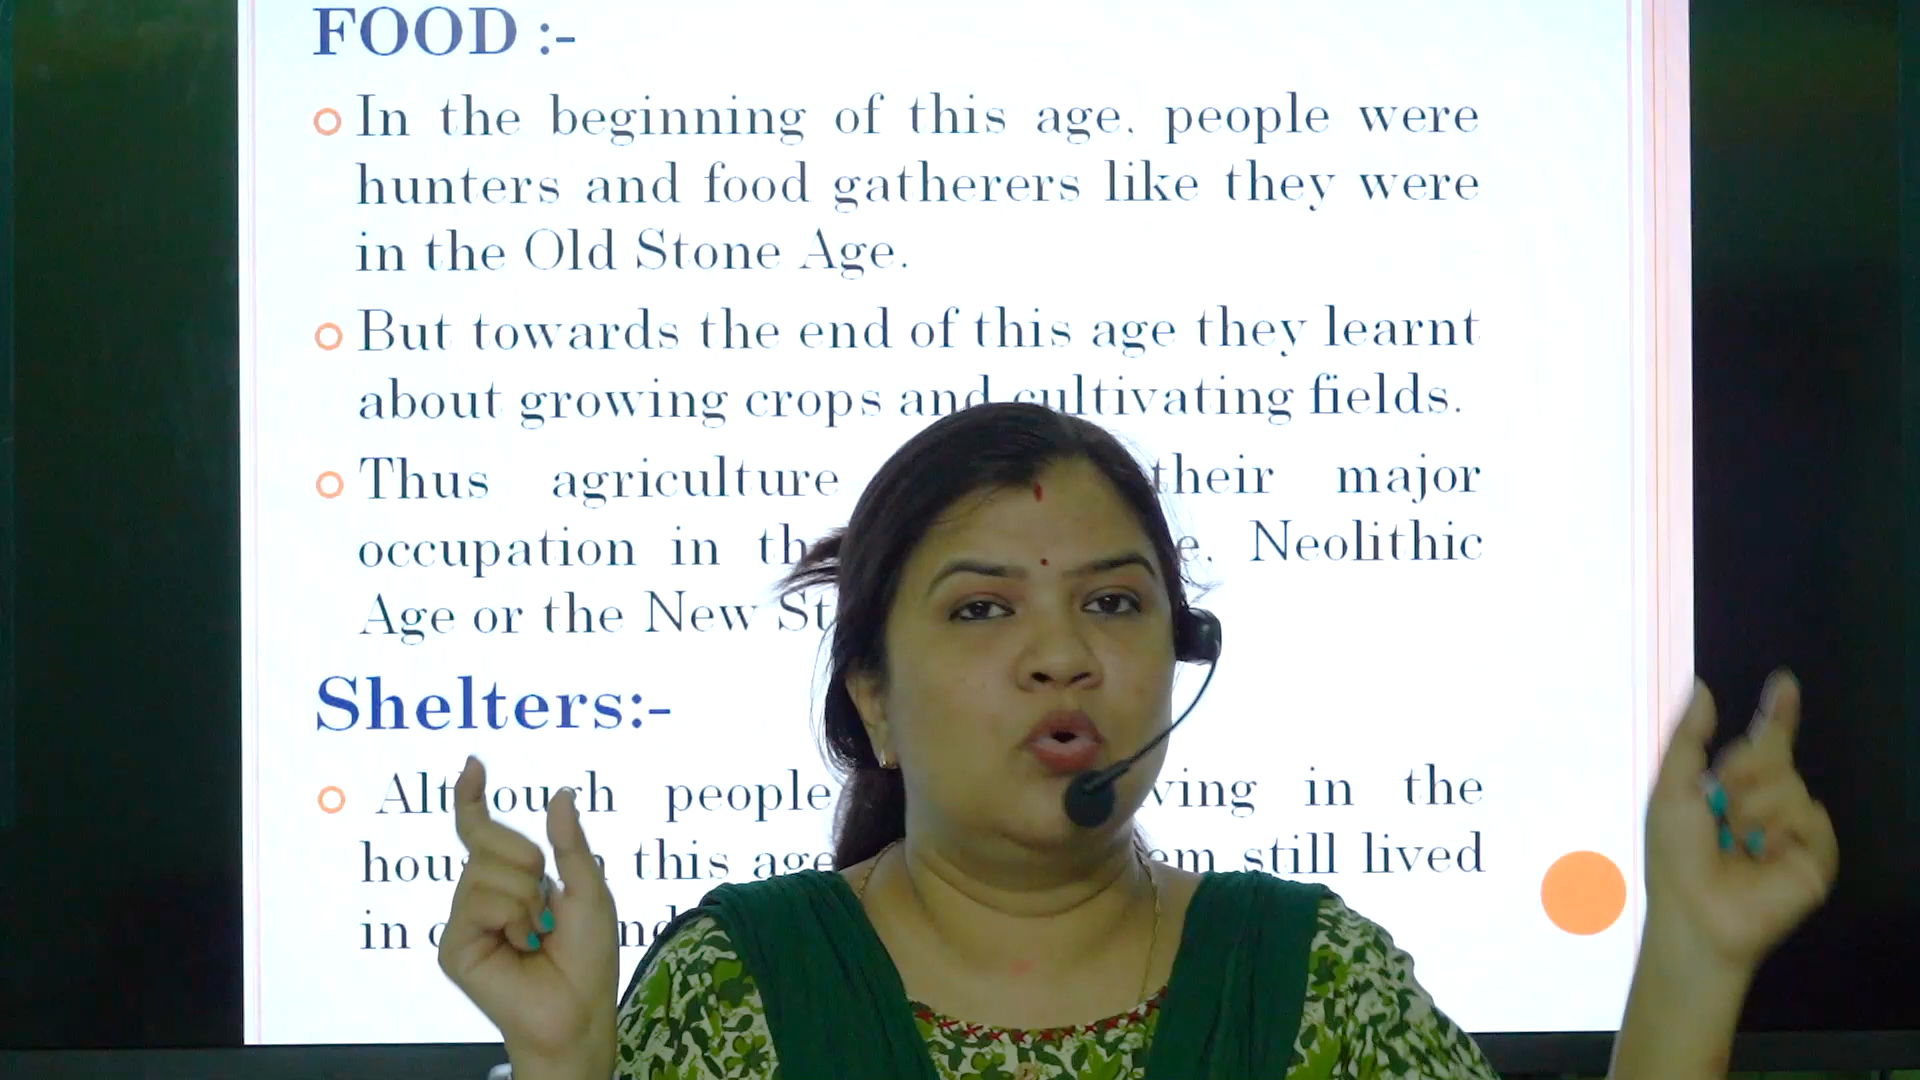 FOOD :-
In the beginning of this age. people were
hunters and food gatherers like they were
in the Old Stone Age.
But towards the end of this age they learnt
about growing crops and cultivating fields.
Thus agriculture their major
occupation in Neolithic
Age or the New
Shelters:-
Although people in the
this age still lived
in